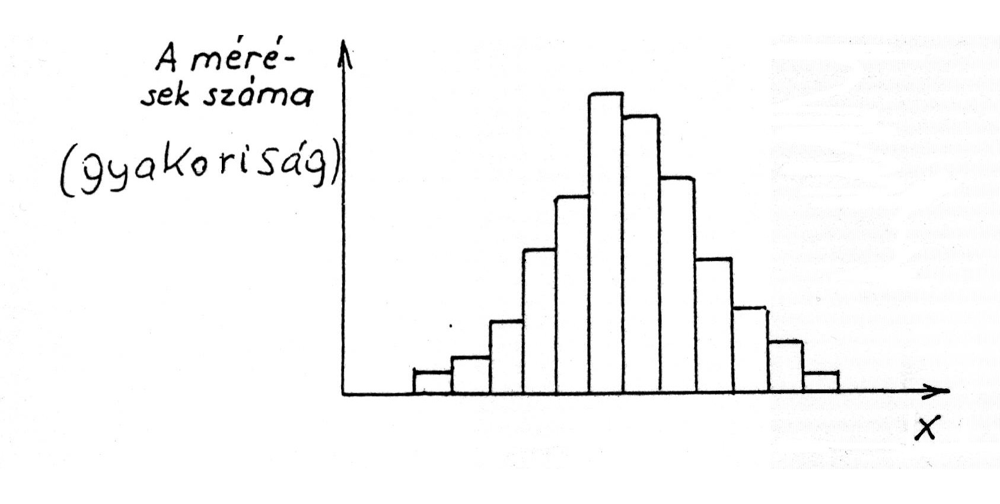 A méré-
sek száma
(gyakoriság)
x